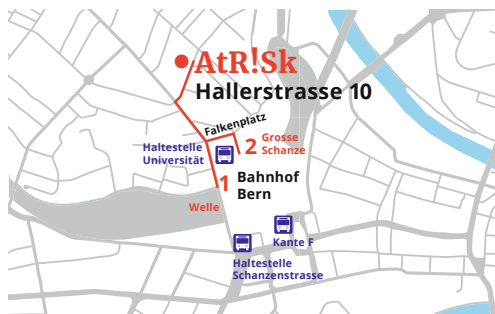 AtR!Sk
Hallerstrasse 10
Falkenplatz
Haltestelle
Universität
2 Grosse
Schanze
1 Bahnhof
Bern
Welle
Kante F
Haltestelle
Schanzenstrasse